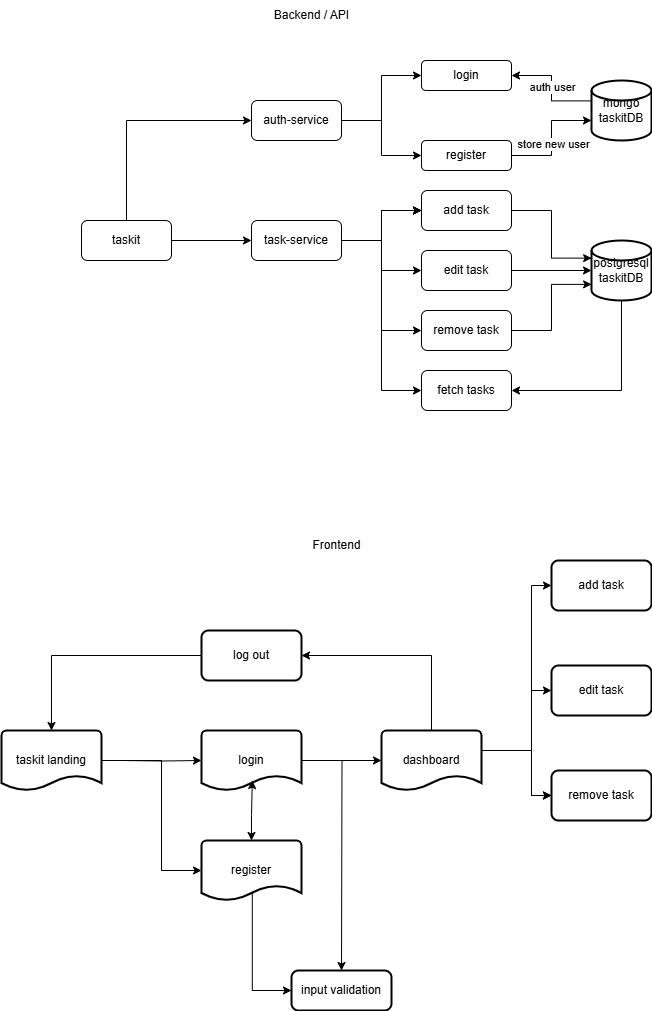 Backend / API
login
auth user
mongo
taskitDB
auth-service
store new user
register
add task
taskit
task-service
edit task
postgresql
taskitDB
remove task
fetch tasks
Frontend
add task
log out
edit task
taskit landing
login
dashboard
remove task
register
input validation